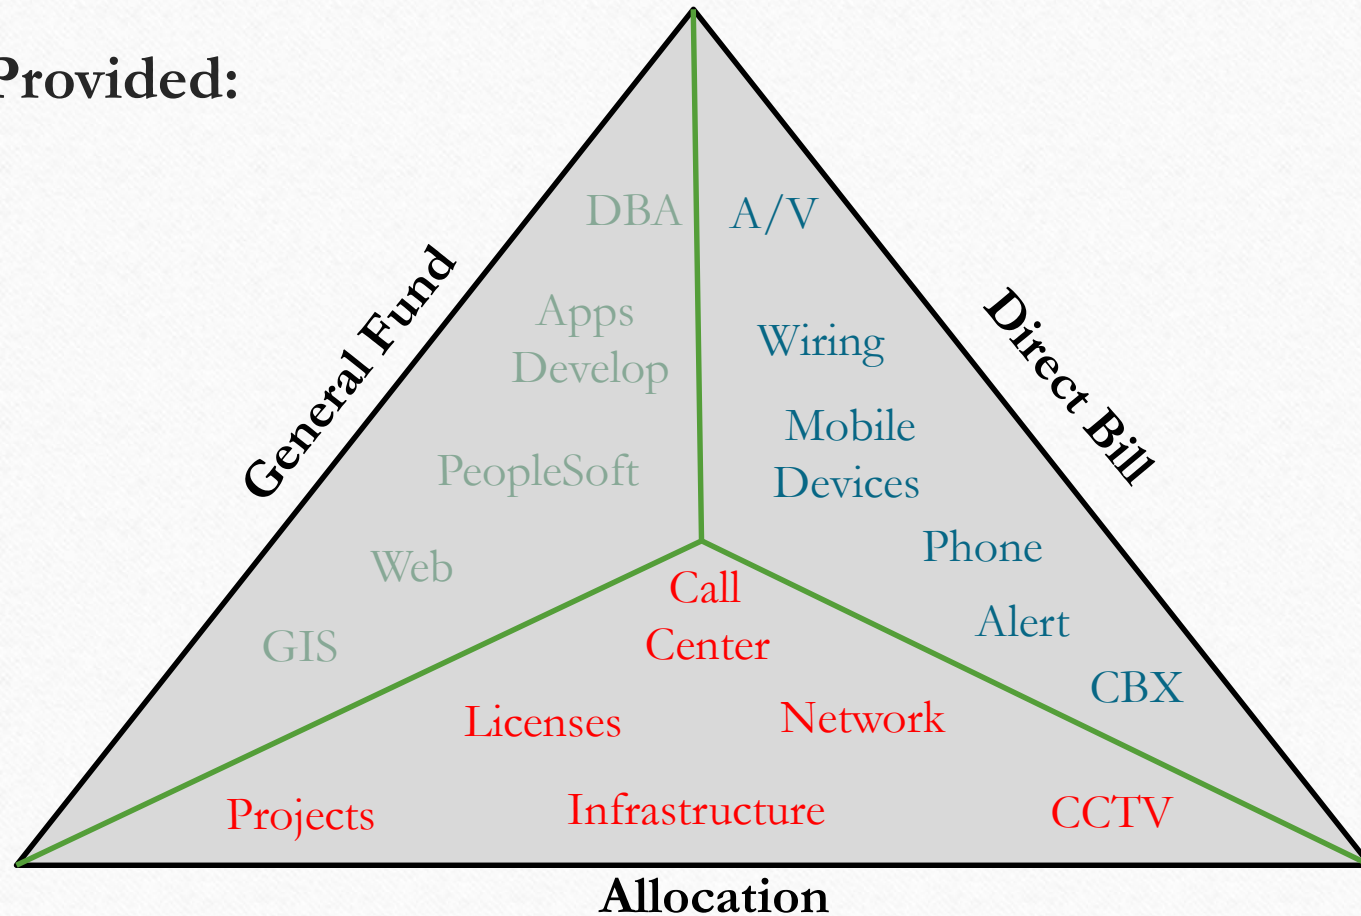 Provided:
General Fund
DBA
Apps
Develop
PeopleSoft
Web
GIS
Direct Bill
A/V
Wiring
Mobile
Devices
Phone
Alert
CBX
Call
Center
Licenses
Network
Projects
Infrastructure
CCTV
Allocation